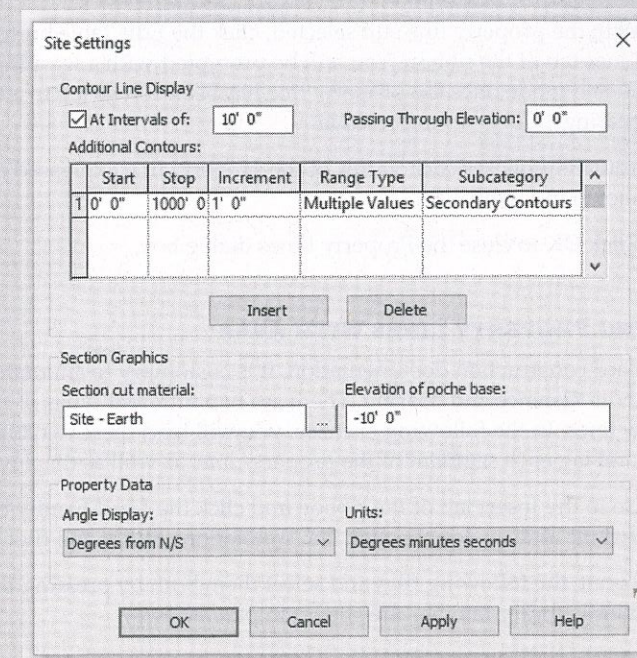 Site Settings
Contour Line Display
At Intervals of: 10' 0" Passing Through Elevation: 0' 0"
Additional Contours:
Start Stop Increment Range Type Subcategory
1 0' 0" 1000' 0 1' 0" Multiple Values Secondary Contours
Insert Delete
Section Graphics
Section cut material: Elevation of poche base:
Site - Earth ... -10' 0"
Property Data
Angle Display: Units:
Degrees from N/S Degrees minutes seconds
OK Cancel Apply Help